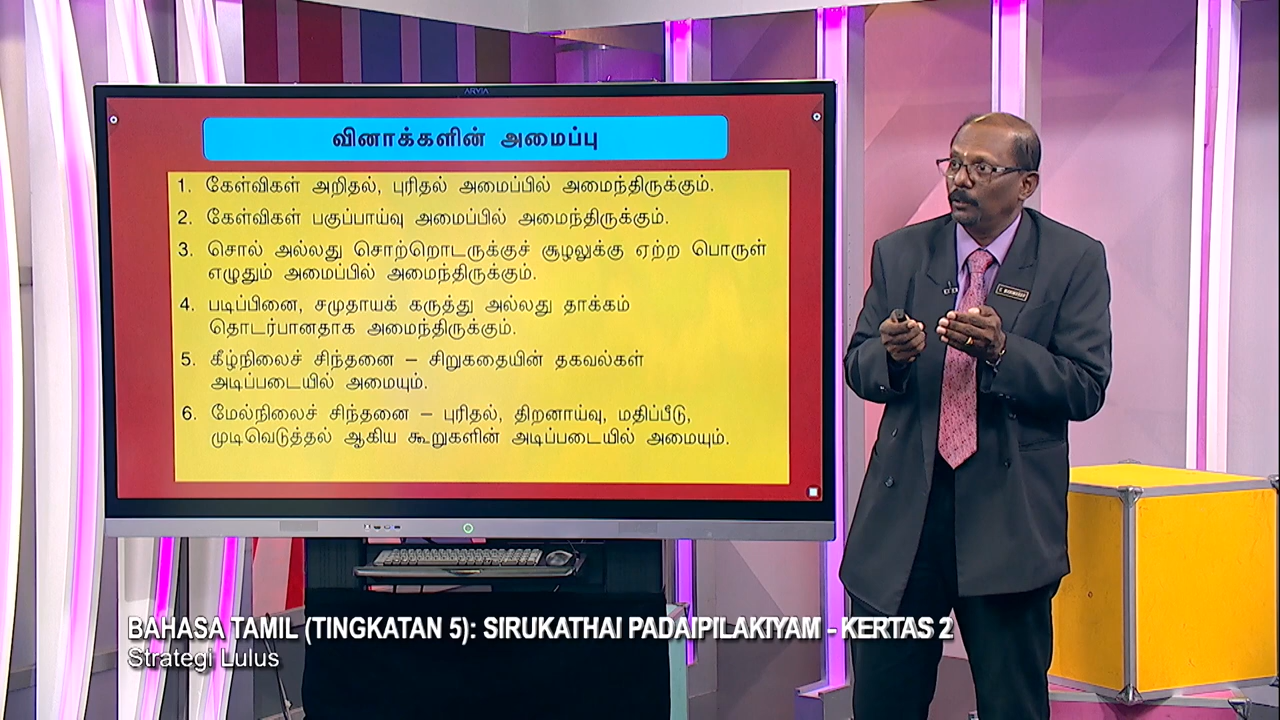 ARVIA
வினாக்களின் அமைப்பு
1. கேள்விகள் அறிதல், புரிதல் அமைப்பில் அமைந்திருக்கும்.
2. கேள்விகள் பகுப்பாய்வு அமைப்பில் அமைந்திருக்கும்.
3. சொல் அல்லது சொற்றொடருக்குச் சூழலுக்கு ஏற்ற பொருள்
எழுதும் அமைப்பில் அமைந்திருக்கும்.
4. படிப்பினை, சமுதாயக் கருத்து அல்லது தாக்கம்
தொடர்பானதாக அமைந்திருக்கும்.
5. கீழ்நிலைச் சிந்தனை – சிறுகதையின் தகவல்கள்
அடிப்படையில் அமையும்.
6. மேல்நிலைச் சிந்தனை – புரிதல், திறனாய்வு, மதிப்பீடு,
முடிவெடுத்தல் ஆகிய கூறுகளின் அடிப்படையில் அமையும்.
BAHASA TAMIL (TINGKATAN 5): SIRUKATHAI PADAIPILAKIYAM - KERTAS 2
Strategi Lulus